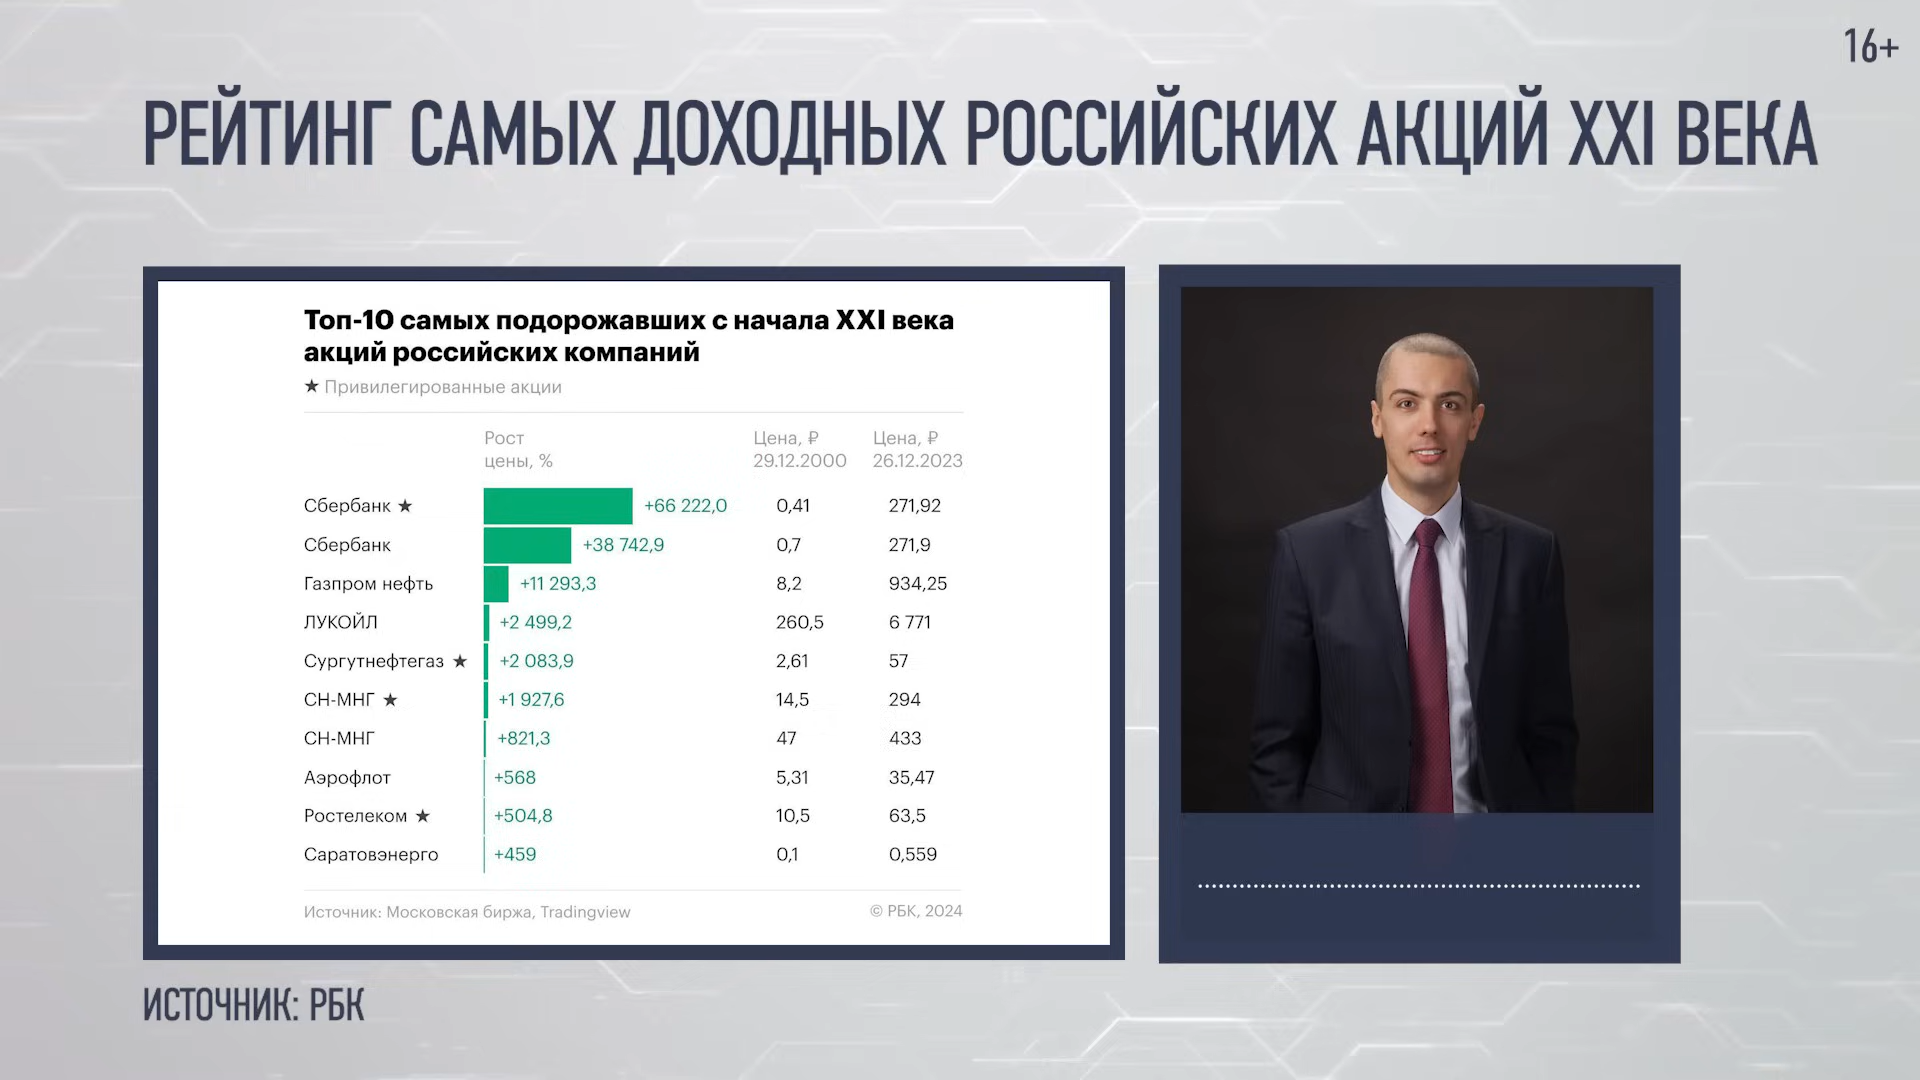 16+
РЕЙТИНГ САМЫХ ДОХОДНЫХ РОССИЙСКИХ АКЦИЙ XXI ВЕКА
Топ-10 самых подорожавших с начала XXI века
акций российских компаний
★ Привилегированные акции
Рост цены, % Цена, ₽ 29.12.2000 Цена, ₽ 26.12.2023
Сбербанк ★ +66 222,0 0,41 271,92
Сбербанк +38 742,9 0,7 271,9
Газпром нефть +11 293,3 8,2 934,25
ЛУКОЙЛ +2 499,2 260,5 6 771
Сургутнефтегаз ★ +2 083,9 2,61 57
СН-МНГ ★ +1 927,6 14,5 294
СН-МНГ +821,3 47 433
Аэрофлот +568 5,31 35,47
Ростелеком ★ +504,8 10,5 63,5
Саратовэнерго +459 0,1 0,559
Источник: Московская биржа, Tradingview © РБК, 2024
ИСТОЧНИК: РБК